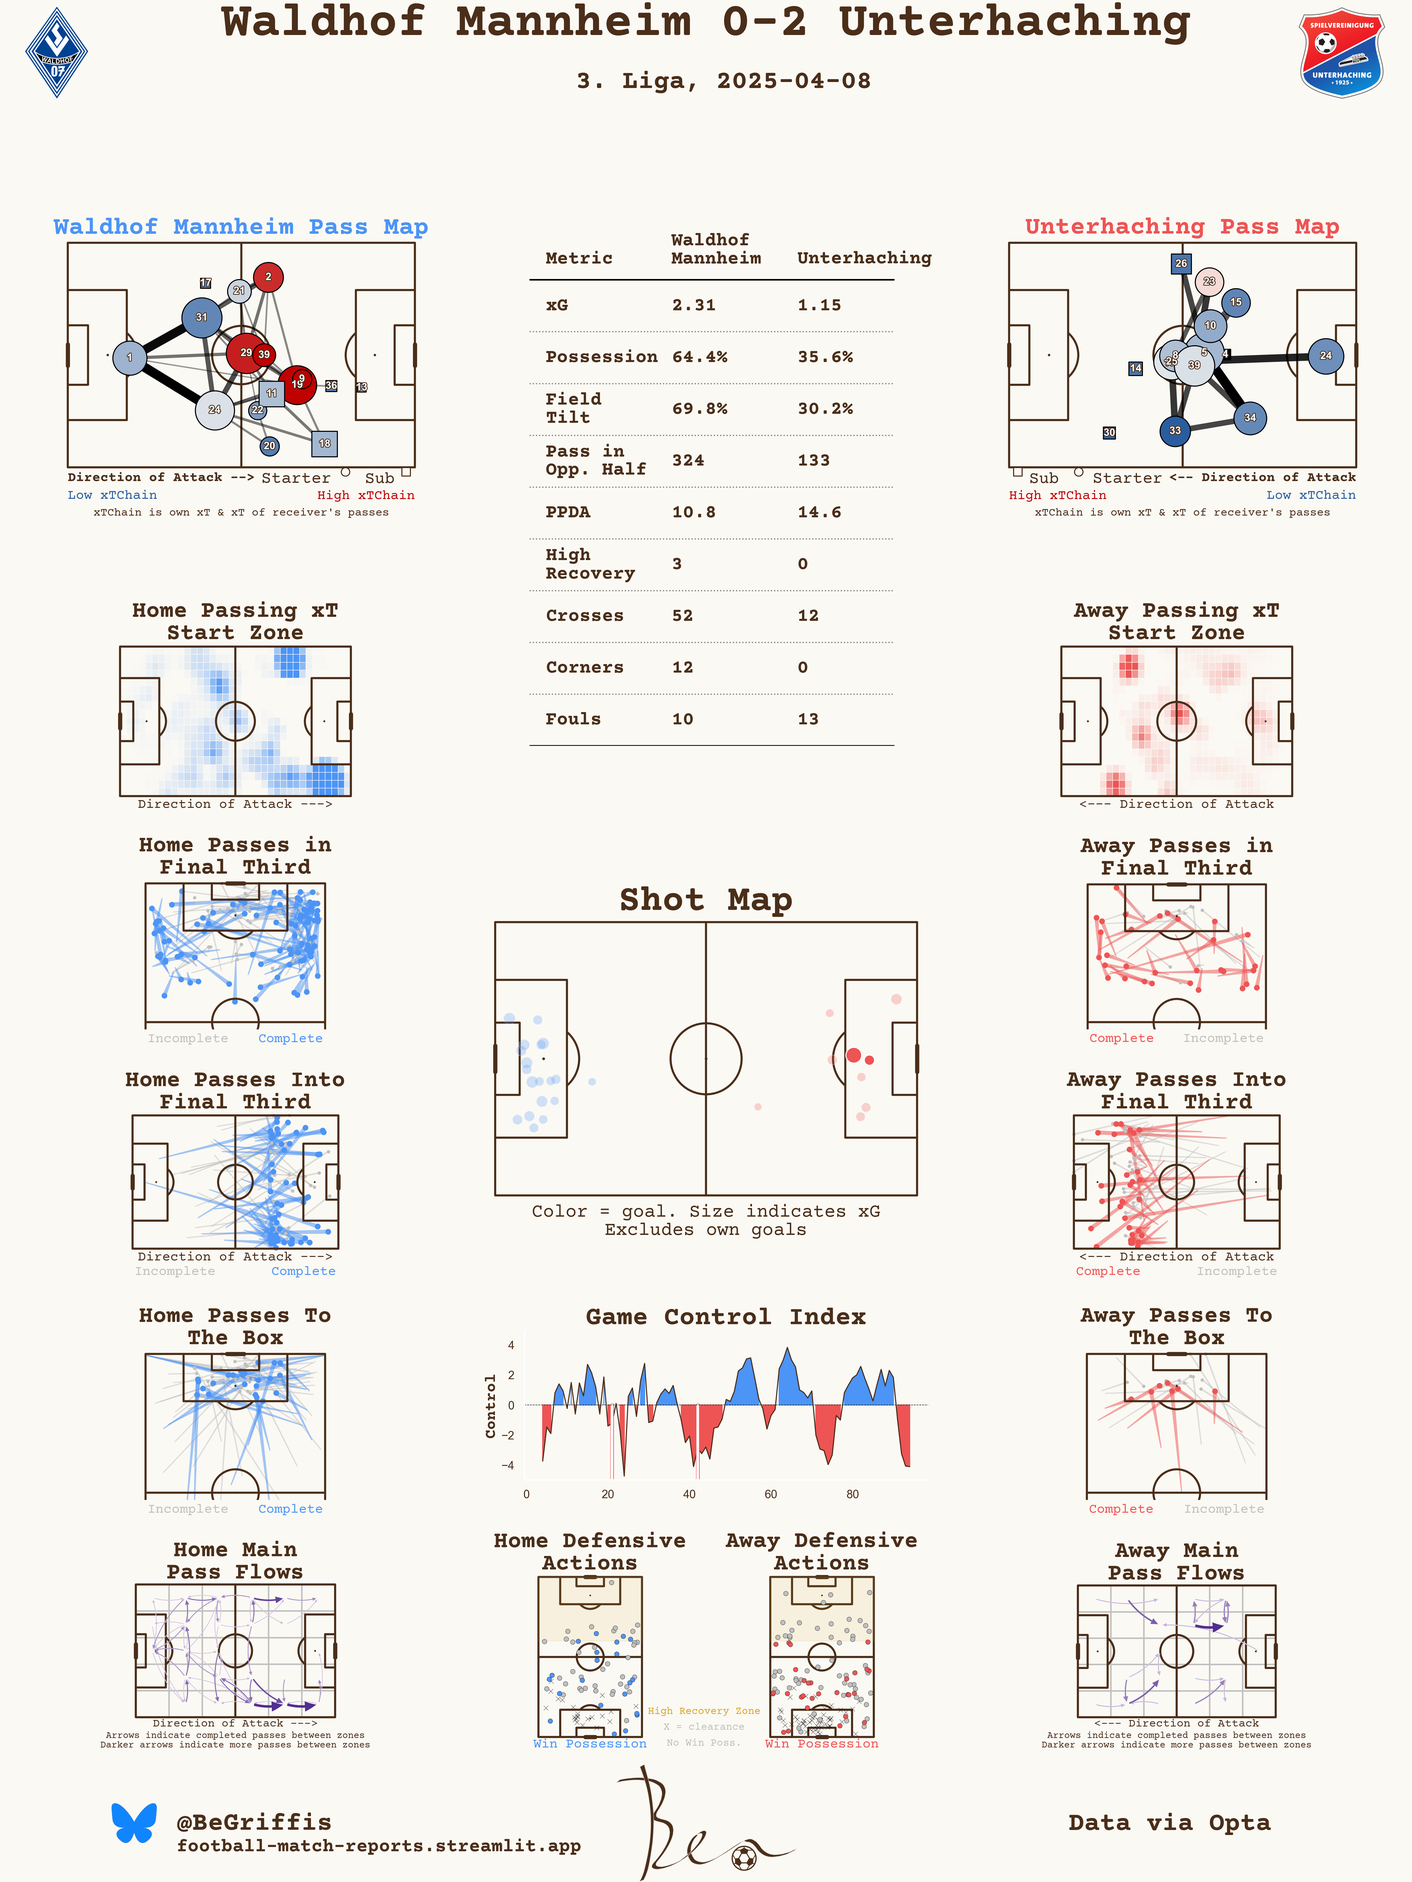 Waldhof Mannheim 0-2 Unterhaching
3. Liga, 2025-04-08
WALDHOF
07
SPIELVEREINIGUNG
UNTERHACHING
• 1925 •
Waldhof Mannheim Pass Map
17
21
2
31
1
29
39
9
19
36
13
11
24
22
20
18
Direction of Attack --> Starter Sub
Low xTChain High xTChain
xTChain is own xT & xT of receiver's passes
Metric Waldhof Mannheim Unterhaching
xG 2.31 1.15
Possession 64.4% 35.6%
Field Tilt 69.8% 30.2%
Pass in Opp. Half 324 133
PPDA 10.8 14.6
High Recovery 3 0
Crosses 52 12
Corners 12 0
Fouls 10 13
Unterhaching Pass Map
26
23
15
10
8
5
4
24
25
39
14
34
33
30
Sub Starter <-- Direction of Attack
High xTChain Low xTChain
xTChain is own xT & xT of receiver's passes
Home Passing xT
Start Zone
Direction of Attack --->
Away Passing xT
Start Zone
<--- Direction of Attack
Home Passes in
Final Third
Incomplete Complete
Away Passes in
Final Third
Complete Incomplete
Shot Map
Color = goal. Size indicates xG
Excludes own goals
Home Passes Into
Final Third
Direction of Attack --->
Incomplete Complete
Away Passes Into
Final Third
<--- Direction of Attack
Complete Incomplete
Home Passes To
The Box
Incomplete Complete
Game Control Index
Control
4
2
0
−2
−4
0 20 40 60 80
Away Passes To
The Box
Complete Incomplete
Home Main
Pass Flows
Direction of Attack --->
Arrows indicate completed passes between zones
Darker arrows indicate more passes between zones
Home Defensive
Actions
Win Possession
High Recovery Zone
X = clearance
No Win Poss.
Away Defensive
Actions
Win Possession
Away Main
Pass Flows
<--- Direction of Attack
Arrows indicate completed passes between zones
Darker arrows indicate more passes between zones
@BeGriffis
football-match-reports.streamlit.app
Ben
Data via Opta